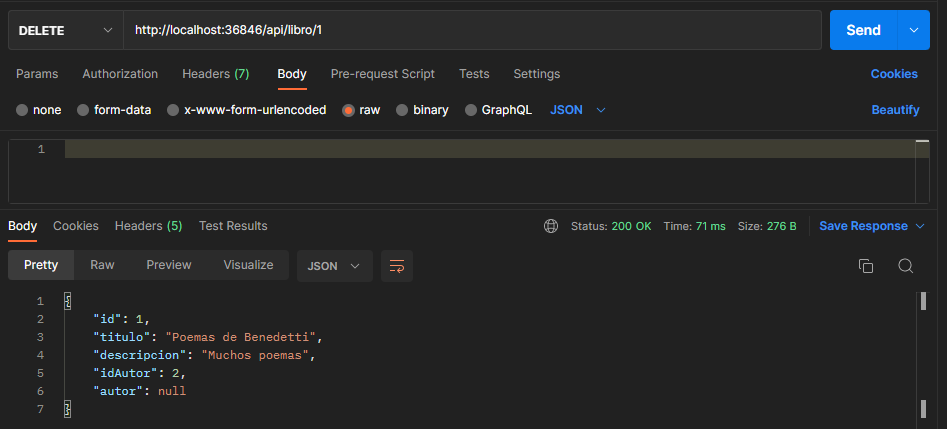 DELETE http://localhost:36846/api/libro/1 Send
Params Authorization Headers (7) Body Pre-request Script Tests Settings Cookies
none form-data x-www-form-urlencoded raw binary GraphQL JSON Beautify
1
Body Cookies Headers (5) Test Results Status: 200 OK Time: 71 ms Size: 276 B Save Response
Pretty Raw Preview Visualize JSON
1 {
2 "id": 1,
3 "titulo": "Poemas de Benedetti",
4 "descripcion": "Muchos poemas",
5 "idAutor": 2,
6 "autor": null
7 }